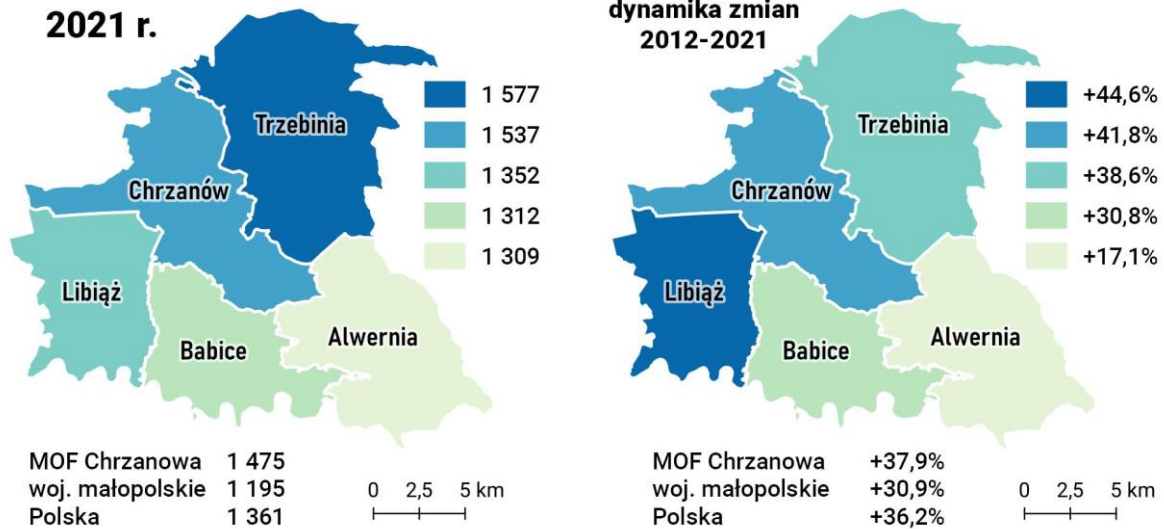 2021 r.
1 577
1 537
1 352
1 312
1 309
Trzebinia
Chrzanów
Libiąż
Babice
Alwernia
MOF Chrzanowa 1 475
woj. małopolskie 1 195
Polska 1 361
0 2,5 5 km
dynamika zmian
2012-2021
+44,6%
+41,8%
+38,6%
+30,8%
+17,1%
Trzebinia
Chrzanów
Libiąż
Babice
Alwernia
MOF Chrzanowa +37,9%
woj. małopolskie +30,9%
Polska +36,2%
0 2,5 5 km